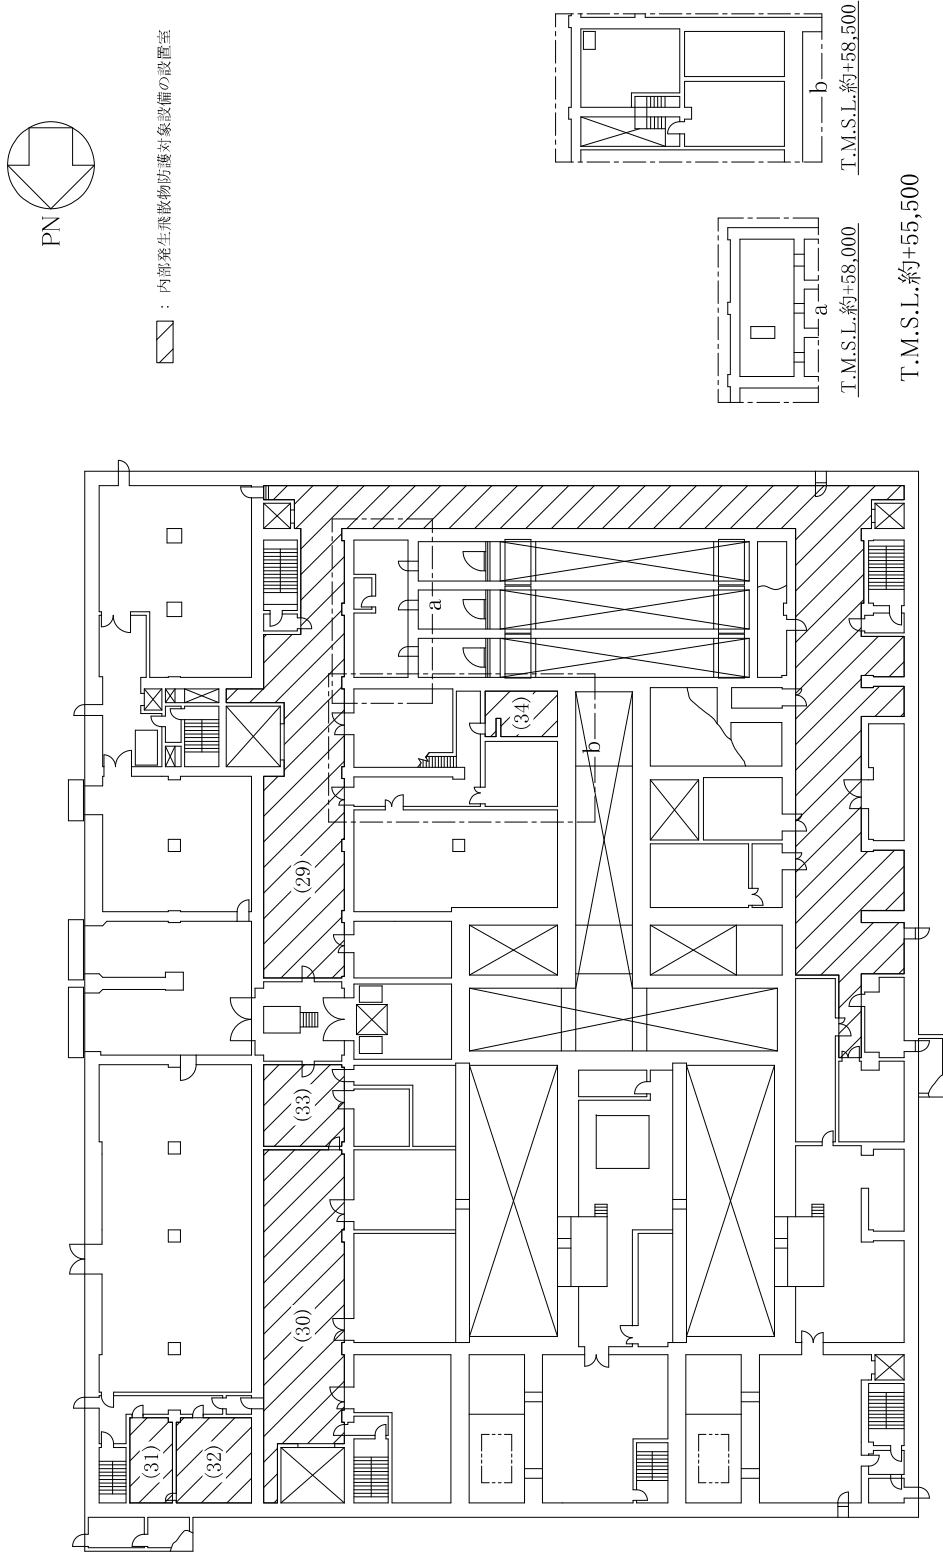 PN
： 内部発生飛散物防護対象設備の設置室
(29)
(30)
(31)
(32)
(33)
(34)
a
b
a
T.M.S.L.約+58,000
b
T.M.S.L.約+58,500
T.M.S.L.約+55,500